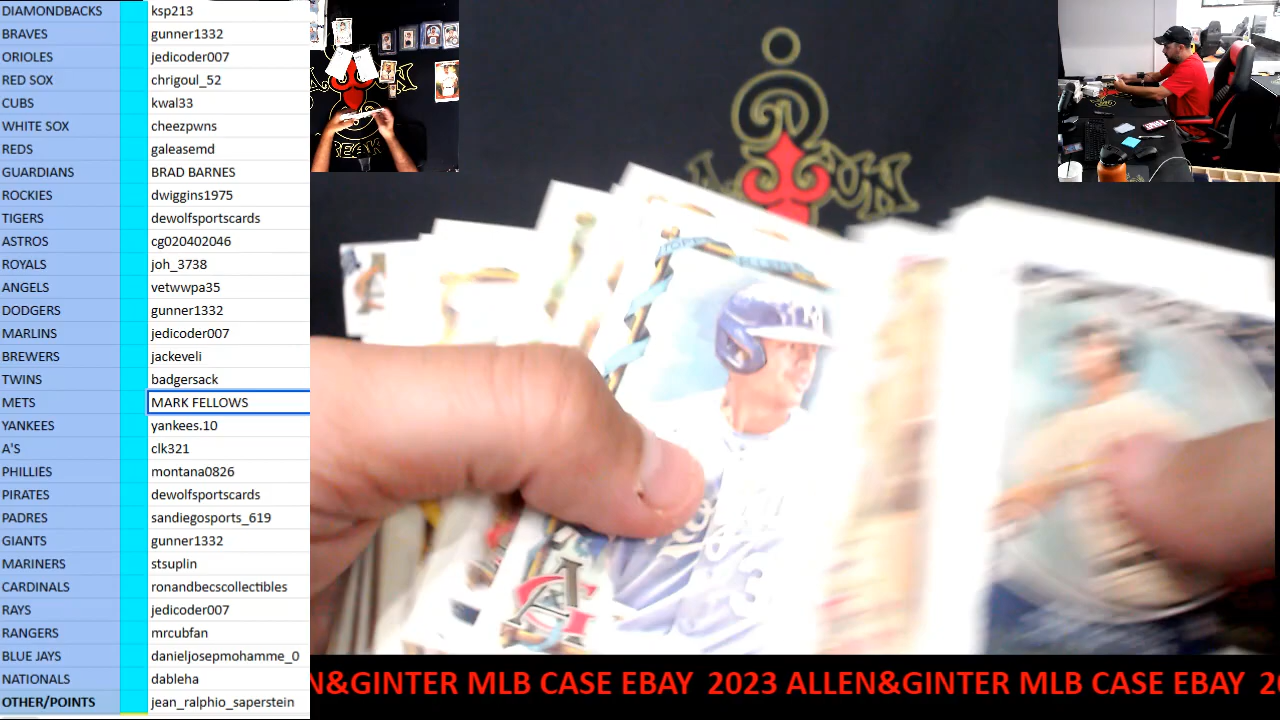 DIAMONDBACKS ksp213
BRAVES gunner1332
ORIOLES jedicoder007
RED SOX chrigoul_52
CUBS kwal33
WHITE SOX cheezpwns
REDS galeasemd
GUARDIANS BRAD BARNES
ROCKIES dwiggins1975
TIGERS dewolfsportscards
ASTROS cg020402046
ROYALS joh_3738
ANGELS vetwwpa35
DODGERS gunner1332
MARLINS jedicoder007
BREWERS jackeveli
TWINS badgersack
METS MARK FELLOWS
YANKEES yankees.10
A'S clk321
PHILLIES montana0826
PIRATES dewolfsportscards
PADRES sandiegosports_619
GIANTS gunner1332
MARINERS stsuplin
CARDINALS ronandbecscollectibles
RAYS jedicoder007
RANGERS mrcubfan
BLUE JAYS danieljosepmohamme_0
NATIONALS dableha
OTHER/POINTS jean_ralphio_saperstein
N&GINTER MLB CASE EBAY 2023 ALLEN&GINTER MLB CASE EBAY 20